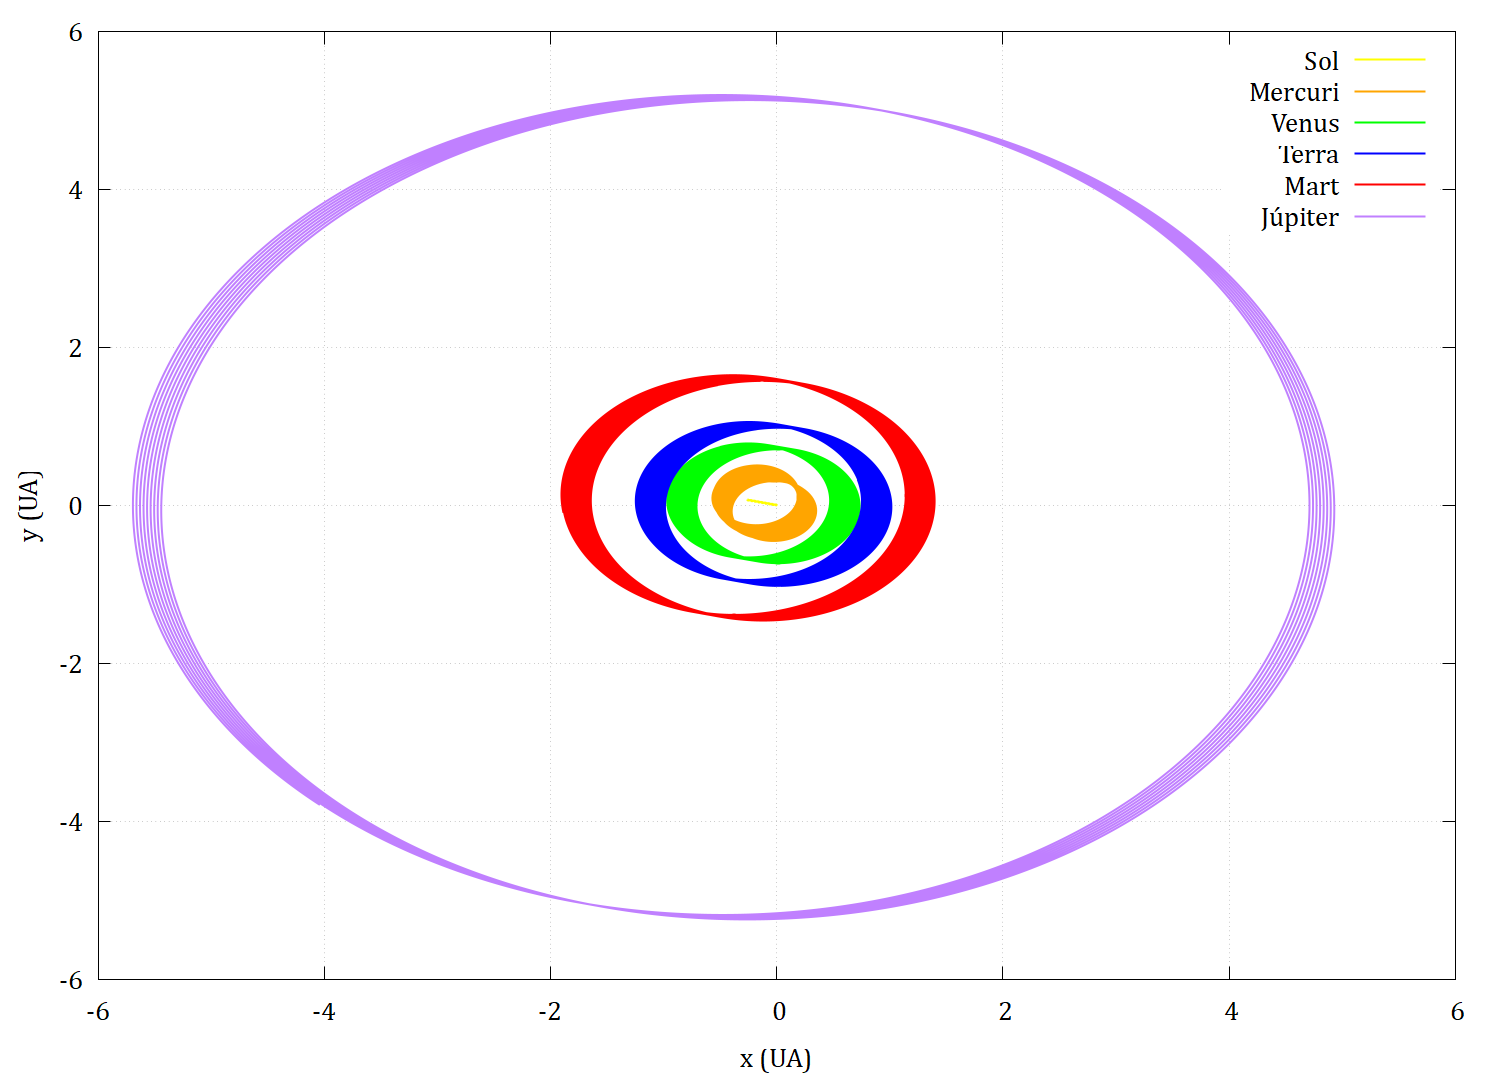 6
4
2
0
-2
-4
-6
y (UA)
Sol
Mercuri
Venus
Terra
Mart
Júpiter
-6 -4 -2 0 2 4 6
x (UA)